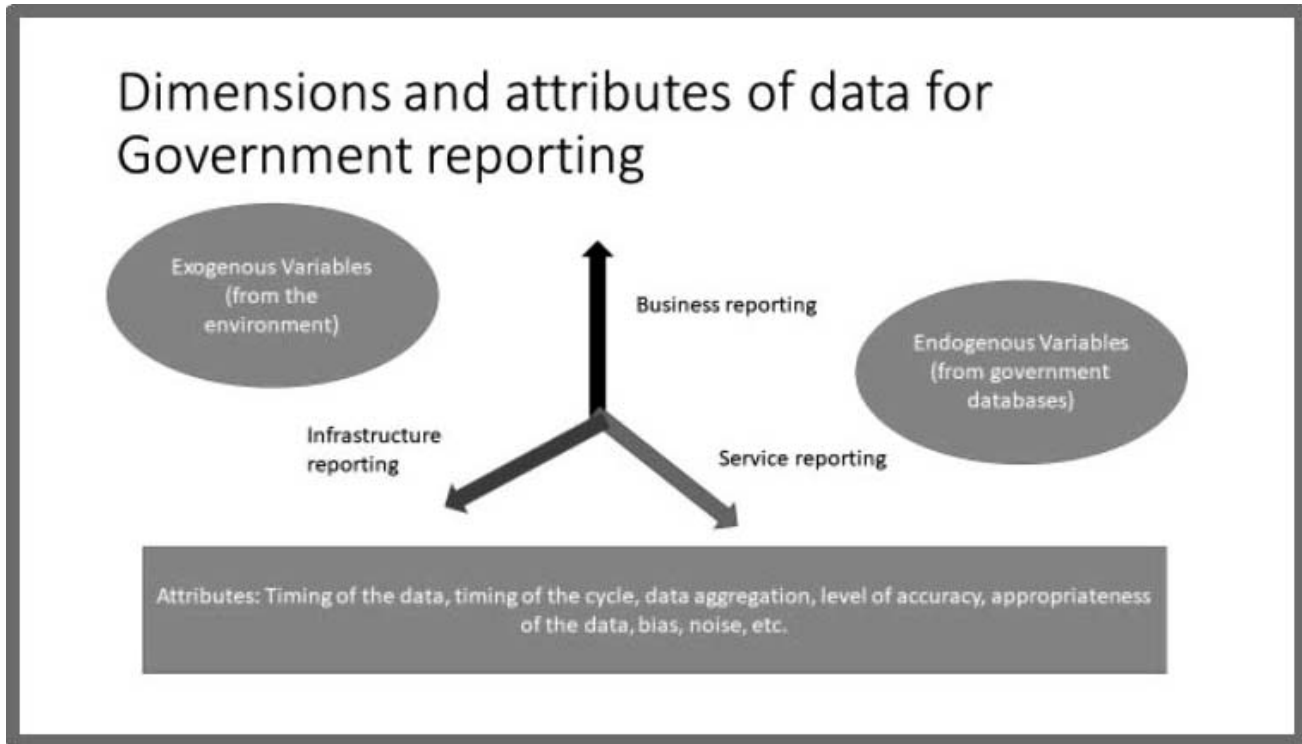 Dimensions and attributes of data for
Government reporting
Exogenous Variables
(from the
environment)
Business reporting
Endogenous Variables
(from government
databases)
Infrastructure
reporting
Service reporting
Attributes: Timing of the data, timing of the cycle, data aggregation, level of accuracy, appropriateness
of the data, bias, noise, etc.